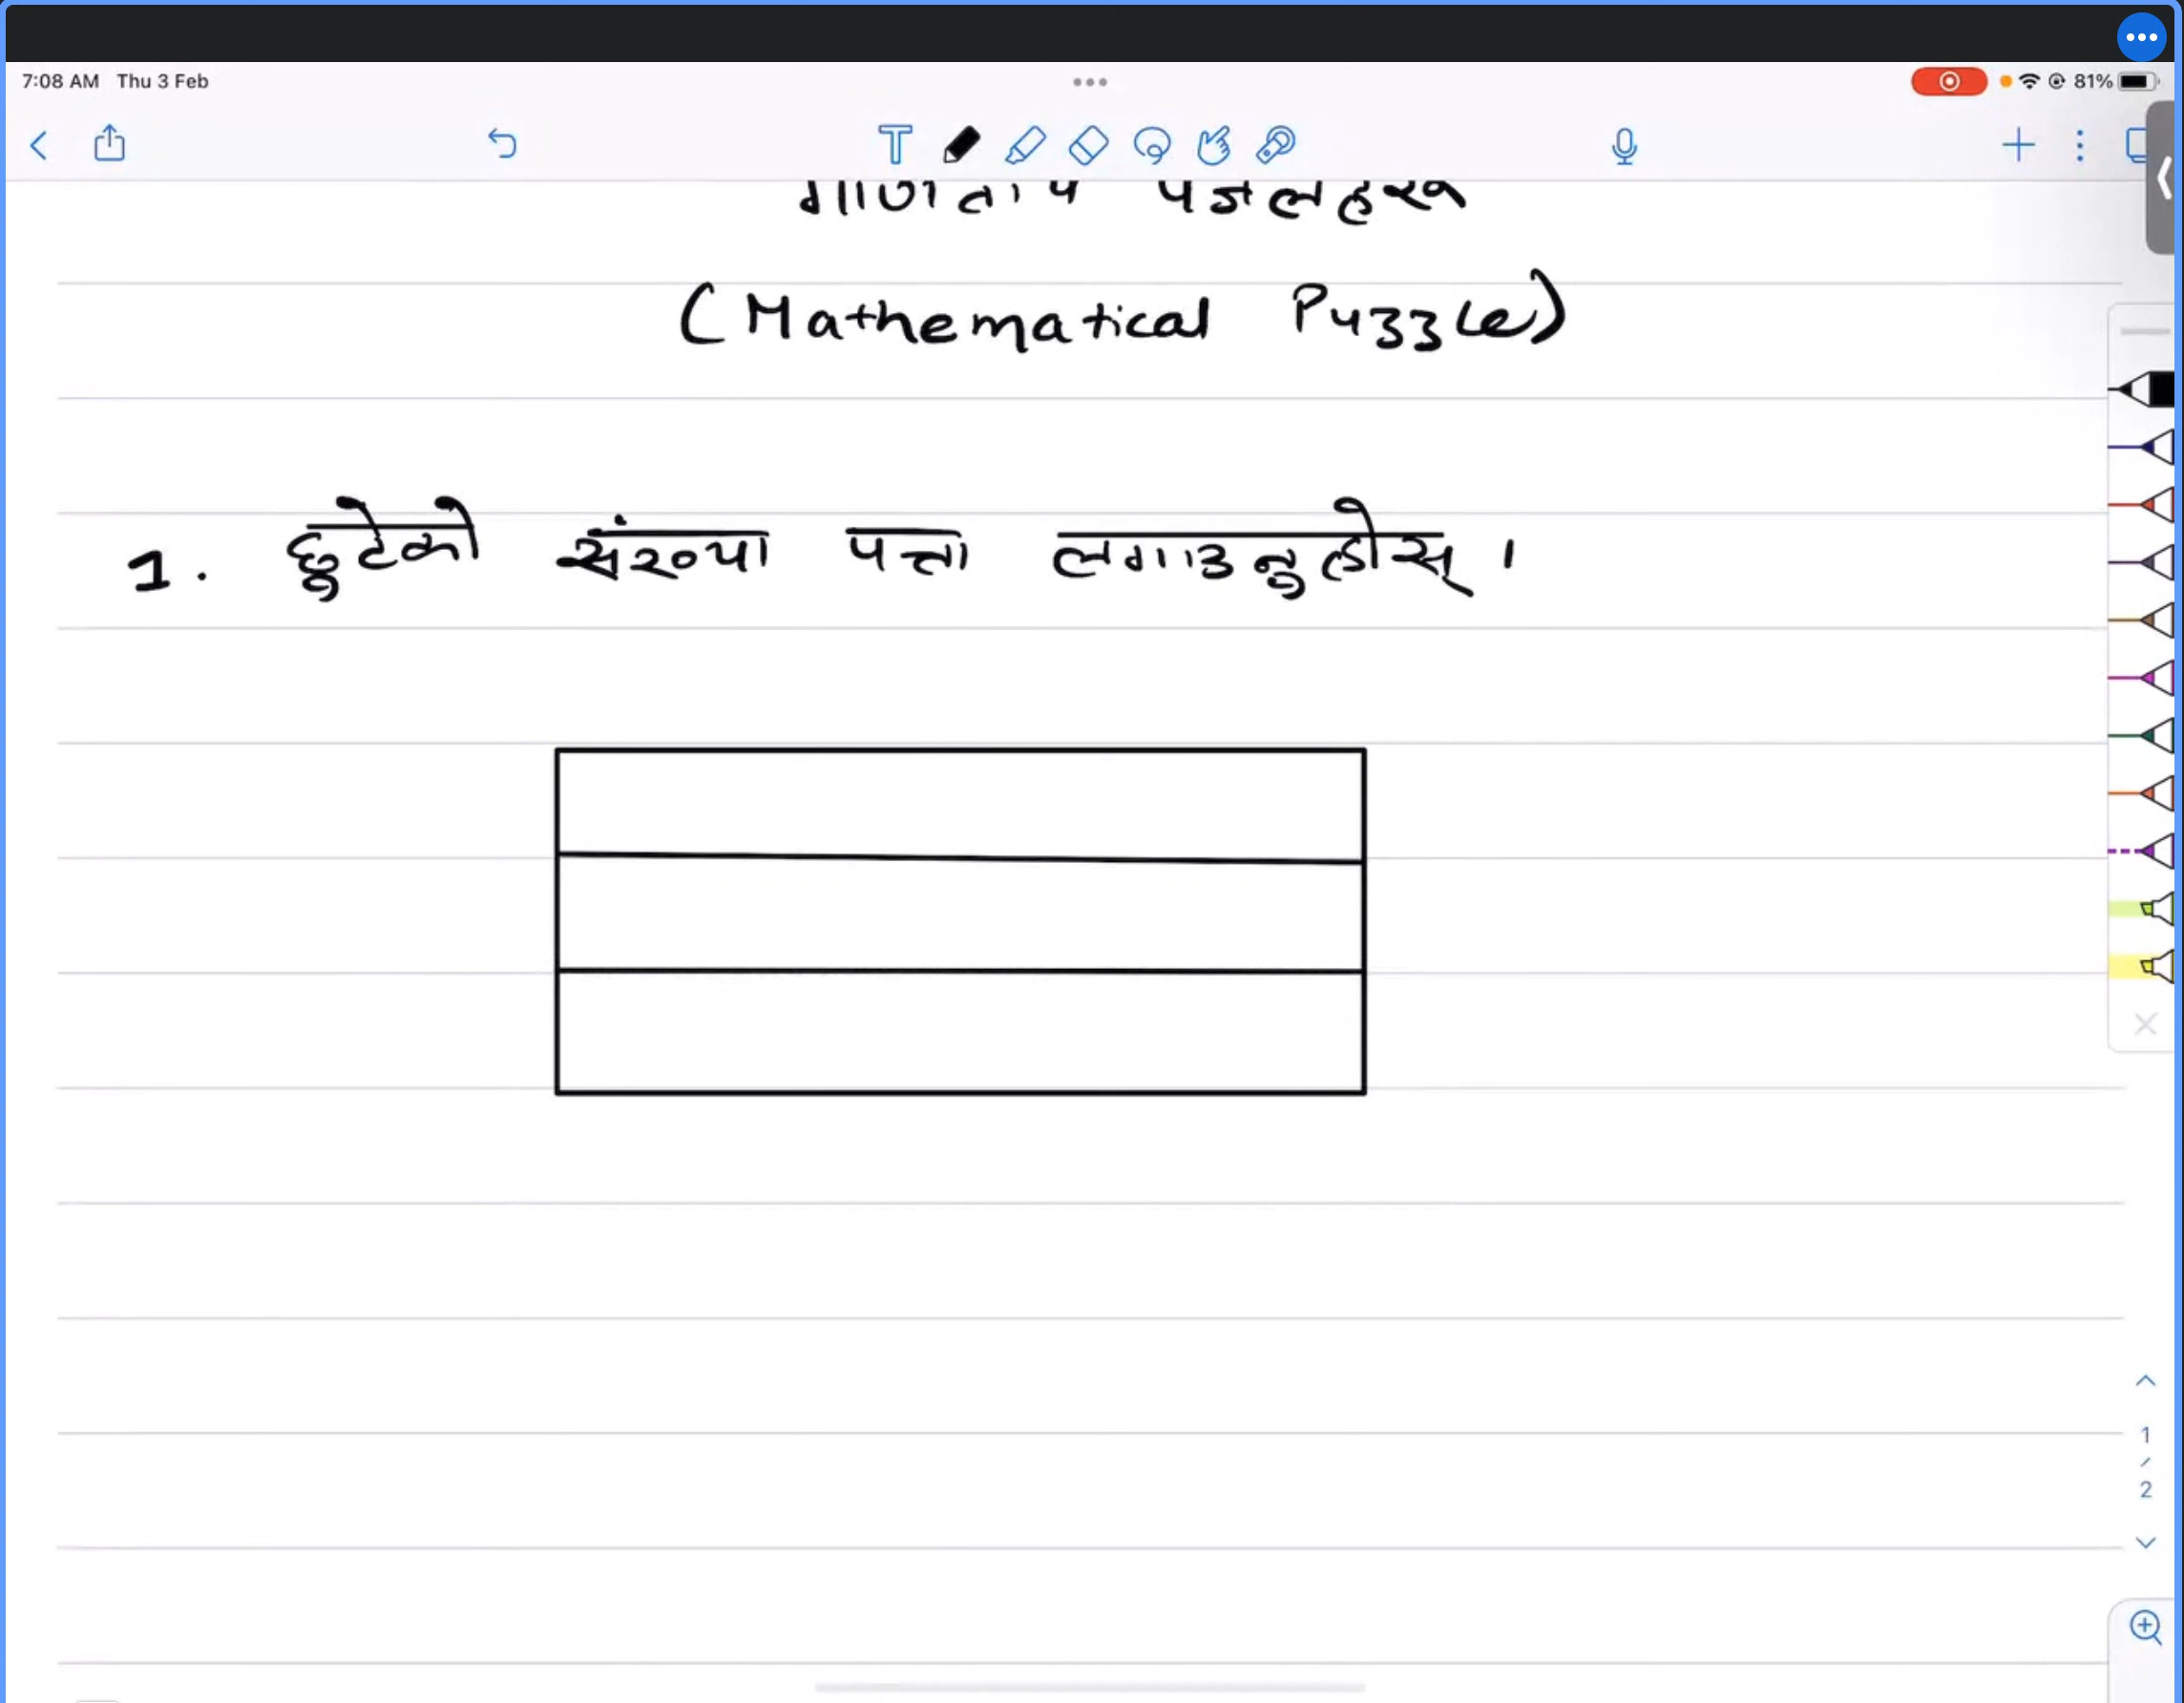 7:08 AM Thu 3 Feb
81%
(Mathematical Puzzle)
1. छुटेको संख्या पत्ता लगाउनुहोस् ।
1
/
2